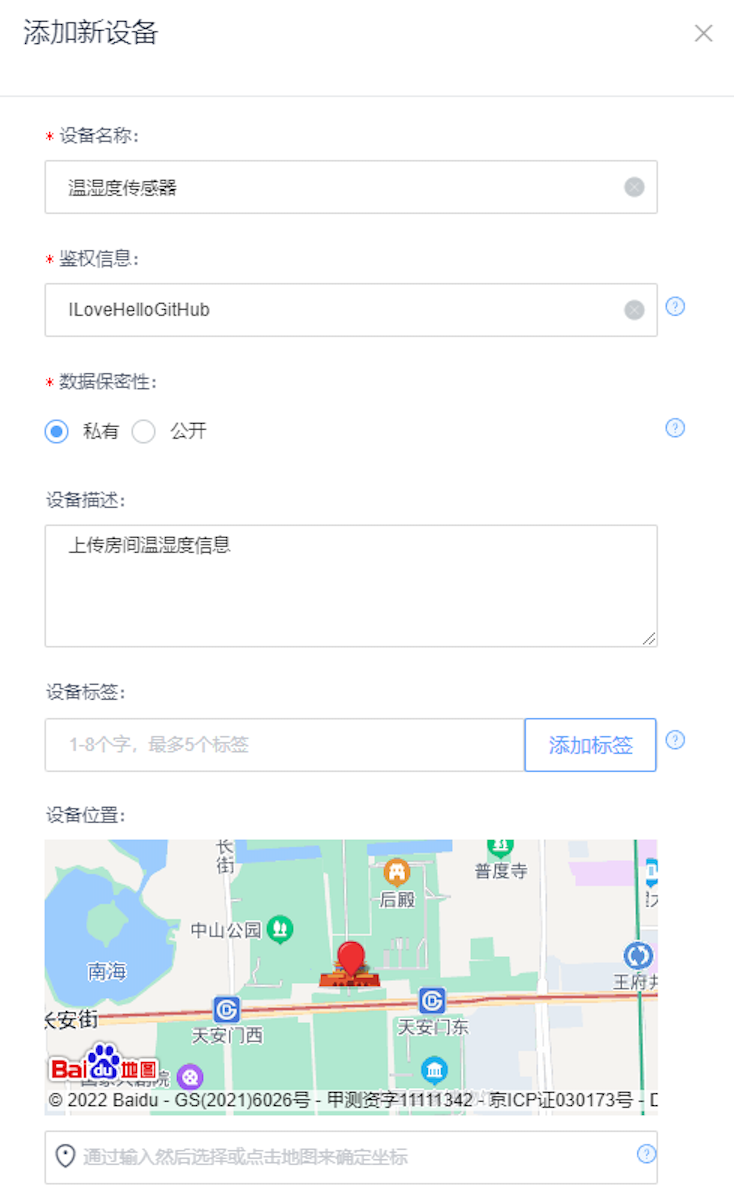 添加新设备
* 设备名称:
温湿度传感器
* 鉴权信息:
ILoveHelloGitHub
* 数据保密性:
私有 公开
设备描述:
上传房间温湿度信息
设备标签:
1-8个字，最多5个标签 添加标签
设备位置:
长街
普度寺
后殿
中山公园
南海
王府井
长安街
天安门西
天安门东
Bai du 地图
© 2022 Baidu - GS(2021)6026号 - 甲测资字11111342 - 京ICP证030173号 - D
通过输入然后选择或点击地图来确定坐标